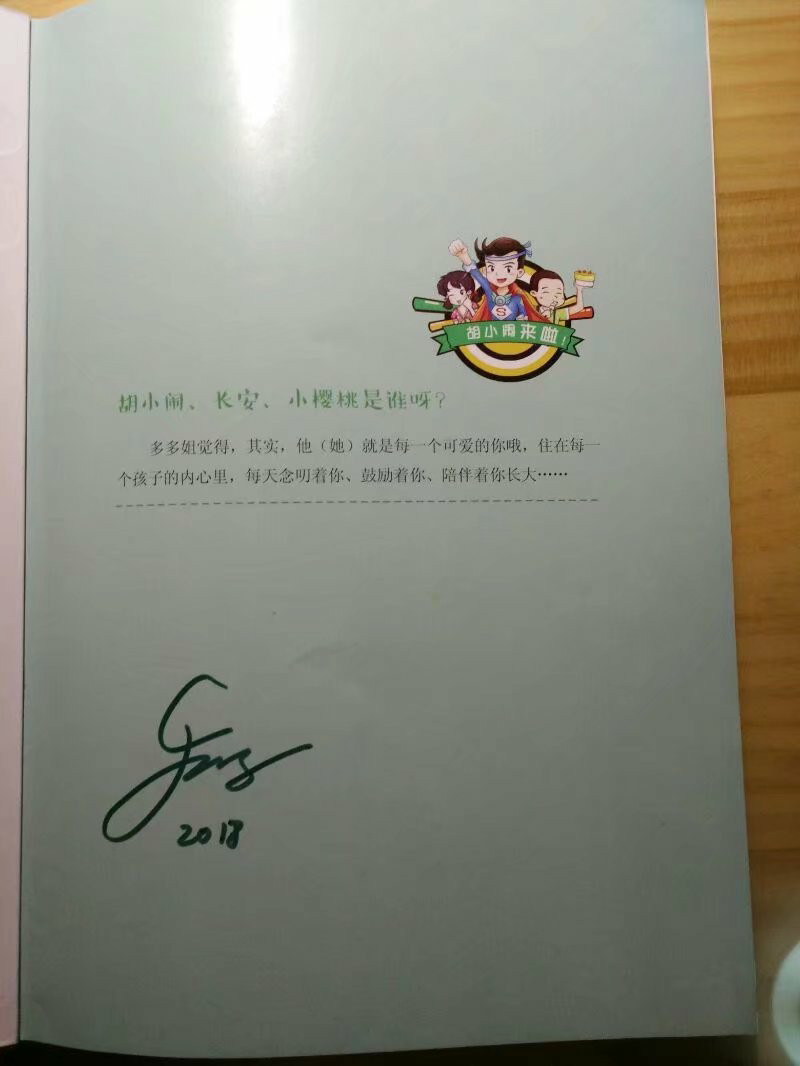 胡小闹来啦！
胡小闹、长安、小樱桃是谁呀？
多多姐觉得，其实，他（她）就是每一个可爱的你哦，住在每一
个孩子的内心里，每天念叨着你、鼓励着你、陪伴着你长大……
2018